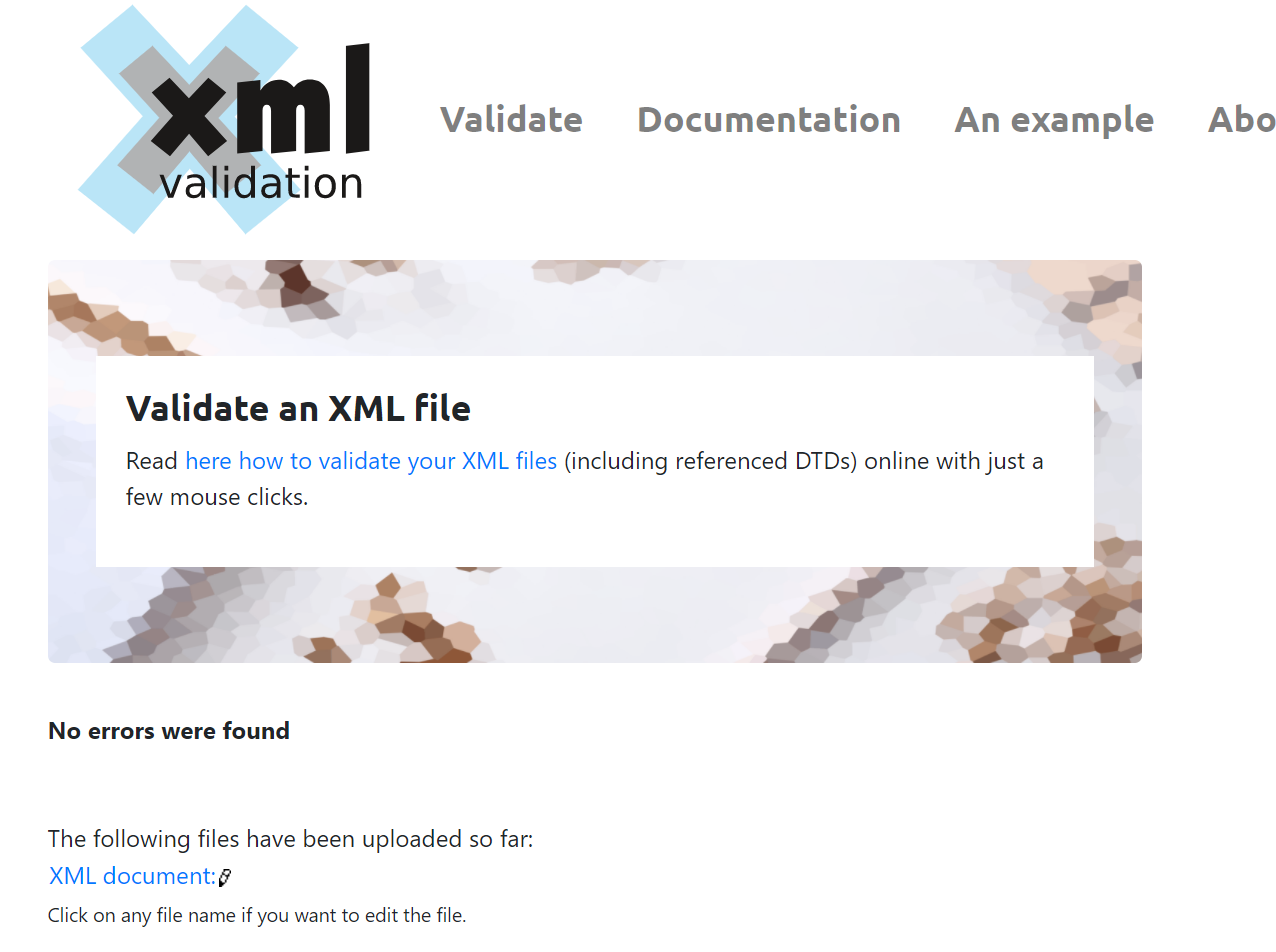 xml
validation
Validate Documentation An example Abo
Validate an XML file
Read here how to validate your XML files (including referenced DTDs) online with just a
few mouse clicks.
No errors were found
The following files have been uploaded so far:
XML document:
Click on any file name if you want to edit the file.